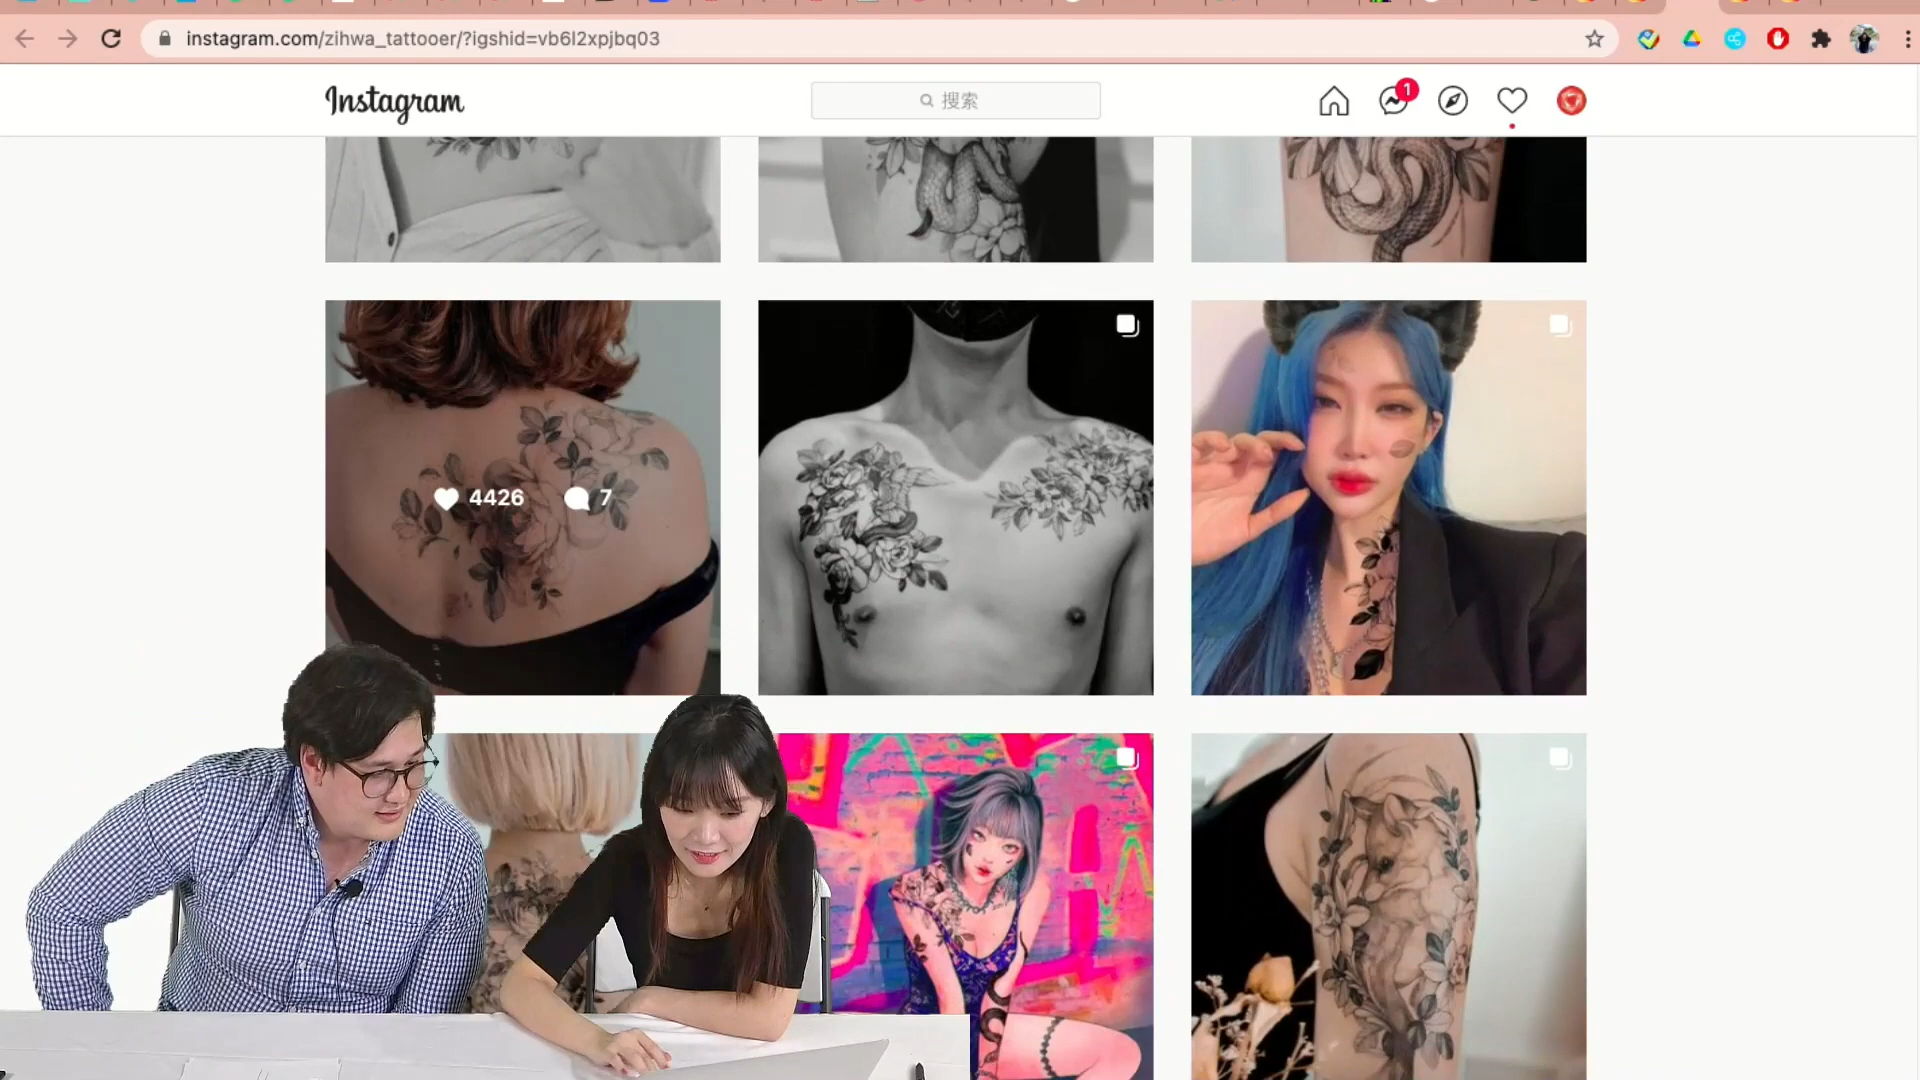 instagram.com/zihwa_tattooer/?igshid=vb6l2xpjbq03
Instagram
搜索
1
4426
7